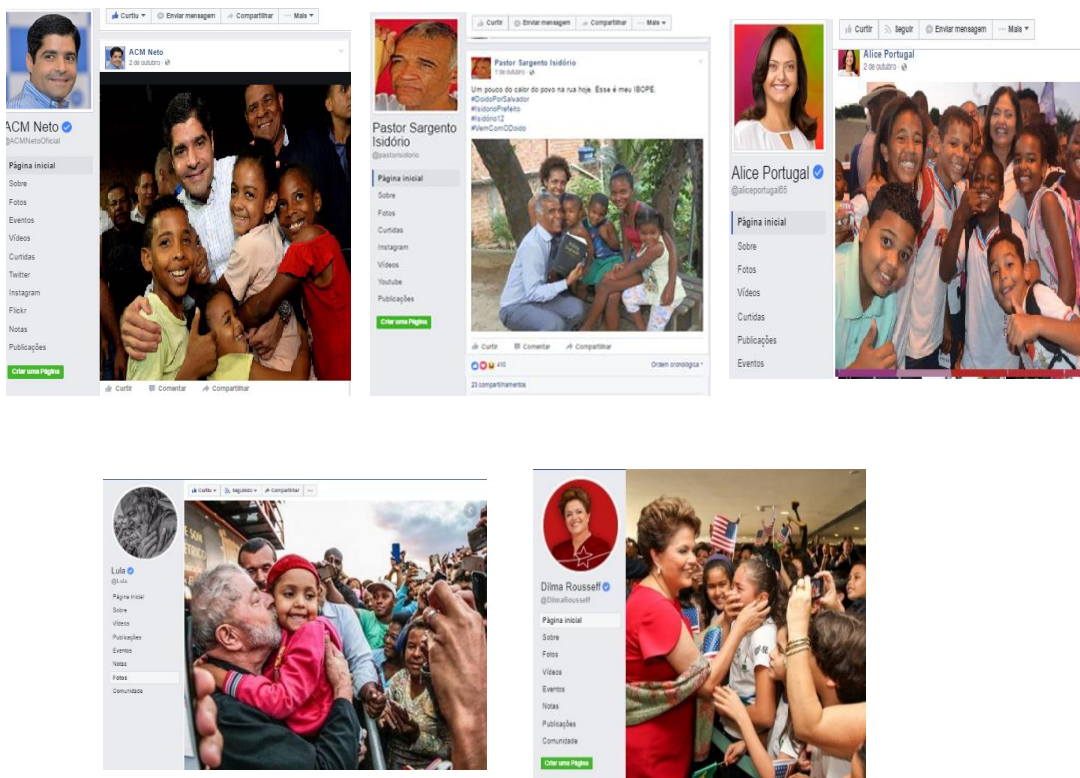 Curtiu Enviar mensagem Compartilhar Mais
ACM Neto
2 de outubro
ACM Neto
@ACMNetoOficial
Página inicial
Sobre
Fotos
Eventos
Vídeos
Curtidas
Twitter
Instagram
Flickr
Notas
Publicações
Criar uma Página
Curtir Comentar Compartilhar
Curtir Enviar mensagem Compartilhar Mais
Pastor Sargento Isidório
1 de outubro
Um pouco do calor do povo na rua hoje. Esse é meu IBOPE.
#DoidoPorSalvador
#IsidorioPrefeito
#Isidório12
#VemComODoido
Pastor Sargento
Isidório
@pastorisidorio
Página inicial
Sobre
Fotos
Curtidas
Instagram
Vídeos
Youtube
Publicações
Criar uma Página
Curtir Comentar Compartilhar
410 Ordem cronológica
23 compartilhamentos
Curtir Seguir Enviar mensagem Mais
Alice Portugal
2 de outubro
Alice Portugal
@aliceportugal65
Página inicial
Sobre
Fotos
Vídeos
Curtidas
Publicações
Eventos
Curtiu Seguindo Compartilhar
Lula
@Lula
Página inicial
Sobre
Vídeos
Publicações
Eventos
Notas
Fotos
Comunidade
Dilma Rousseff
@DilmaRousseff
Página inicial
Sobre
Fotos
Vídeos
Eventos
Notas
Publicações
Comunidade
Criar uma Página